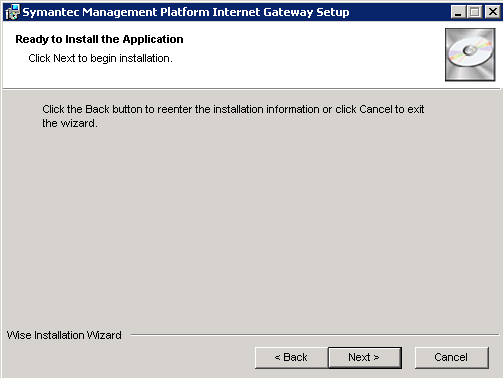 Symantec Management Platform Internet Gateway Setup
Ready to Install the Application
Click Next to begin installation.
Click the Back button to reenter the installation information or click Cancel to exit
the wizard.
Wise Installation Wizard
< Back
Next >
Cancel